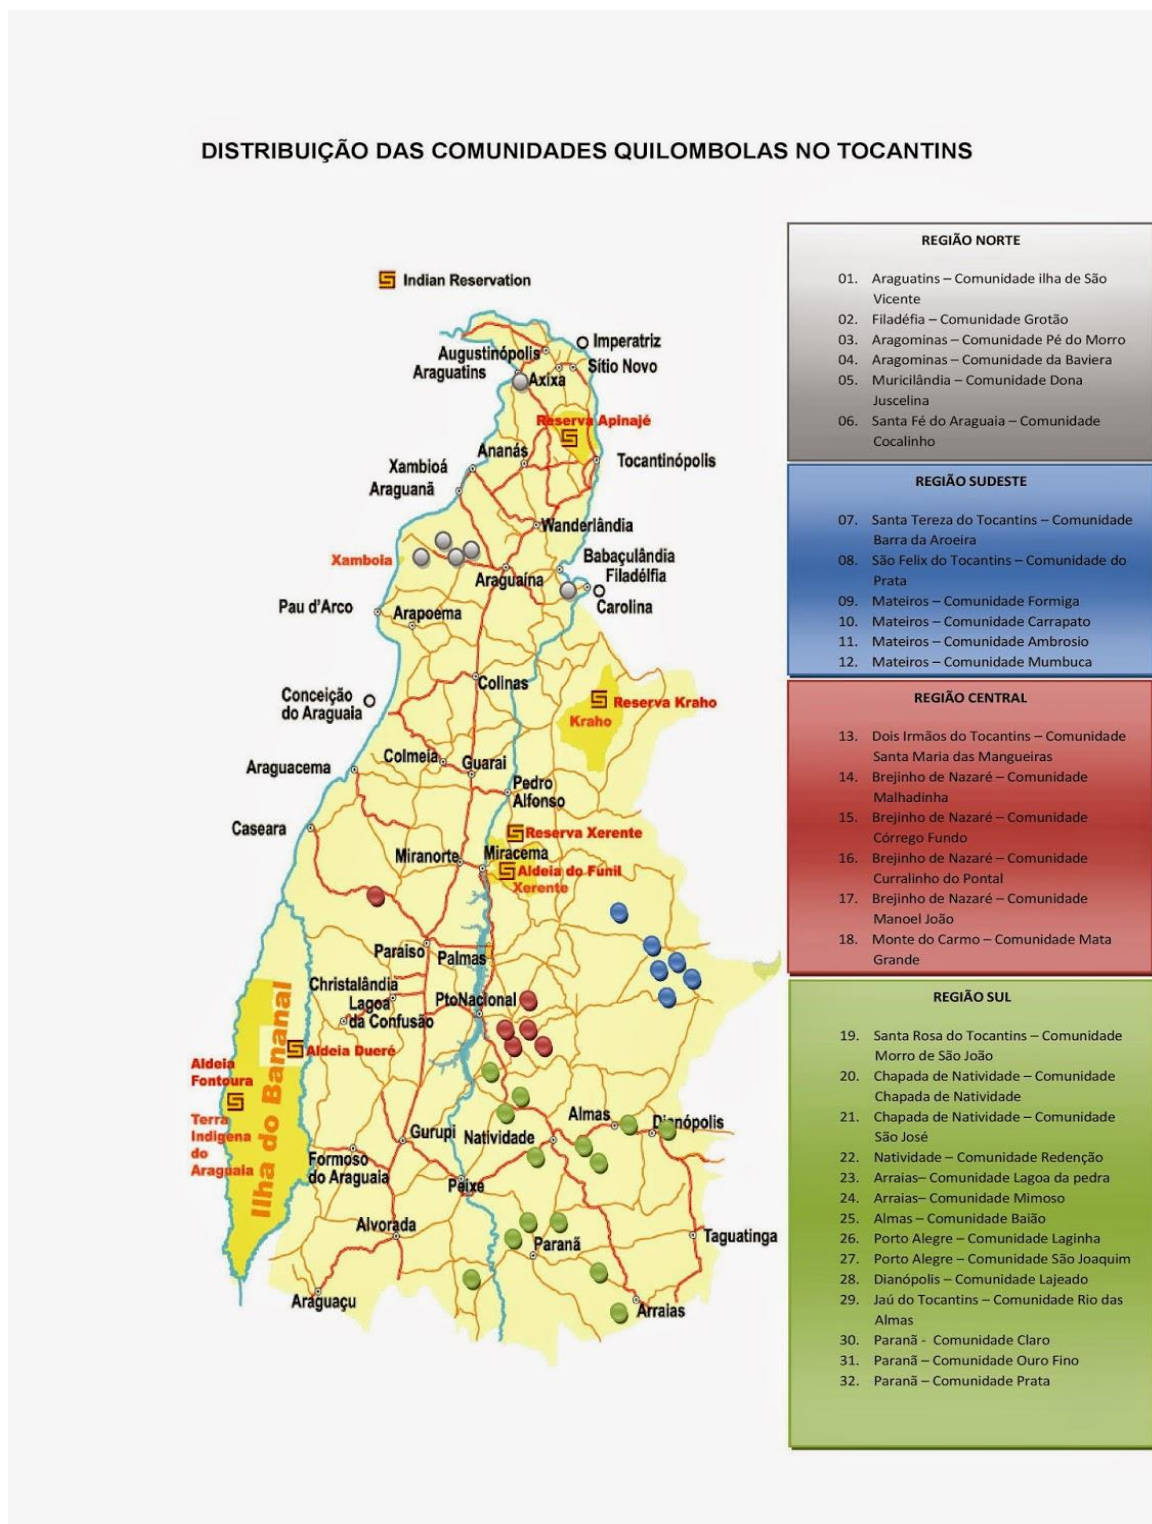 DISTRIBUIÇÃO DAS COMUNIDADES QUILOMBOLAS NO TOCANTINS
Indian Reservation
Imperatriz
Augustinópolis
Araguatins
Sítio Novo
Axixa
Reserva Apinajé
Ananás
Xambioá
Tocantinópolis
Araguanã
Wanderlândia
Xamboia
Babaçulândia
Araguaína
Filadélfia
Carolina
Pau d'Arco
Arapoema
Colinas
Conceição
do Araguaia
Reserva Kraho
Kraho
Colmeia
Guarai
Araguacema
Pedro
Alfonso
Caseara
Reserva Xerente
Miranorte
Miracema
Aldeia do Funil
Xerente
Paraiso
Palmas
Christalândia
Lagoa
da Confusão
PtoNacional
Ilha do Bananal
Aldeia Dueré
Aldeia
Fontoura
Terra
Indigena
do
Araguaia
Almas
Dianópolis
Gurupi
Natividade
Formoso
do Araguaia
Peixe
Alvorada
Paranã
Taguatinga
Araguaçu
Arraias
REGIÃO NORTE
01. Araguatins – Comunidade ilha de São
Vicente
02. Filadéfia – Comunidade Grotão
03. Aragominas – Comunidade Pé do Morro
04. Aragominas – Comunidade da Baviera
05. Muricilândia – Comunidade Dona
Juscelina
06. Santa Fé do Araguaia – Comunidade
Cocalinho
REGIÃO SUDESTE
07. Santa Tereza do Tocantins – Comunidade
Barra da Aroeira
08. São Felix do Tocantins – Comunidade do
Prata
09. Mateiros – Comunidade Formiga
10. Mateiros – Comunidade Carrapato
11. Mateiros – Comunidade Ambrosio
12. Mateiros – Comunidade Mumbuca
REGIÃO CENTRAL
13. Dois Irmãos do Tocantins – Comunidade
Santa Maria das Mangueiras
14. Brejinho de Nazaré – Comunidade
Malhadinha
15. Brejinho de Nazaré – Comunidade
Córrego Fundo
16. Brejinho de Nazaré – Comunidade
Curralinho do Pontal
17. Brejinho de Nazaré – Comunidade
Manoel João
18. Monte do Carmo – Comunidade Mata
Grande
REGIÃO SUL
19. Santa Rosa do Tocantins – Comunidade
Morro de São João
20. Chapada de Natividade – Comunidade
Chapada de Natividade
21. Chapada de Natividade – Comunidade
São José
22. Natividade – Comunidade Redenção
23. Arraias– Comunidade Lagoa da pedra
24. Arraias– Comunidade Mimoso
25. Almas – Comunidade Baião
26. Porto Alegre – Comunidade Laginha
27. Porto Alegre – Comunidade São Joaquim
28. Dianópolis – Comunidade Lajeado
29. Jaú do Tocantins – Comunidade Rio das
Almas
30. Paranã - Comunidade Claro
31. Paranã – Comunidade Ouro Fino
32. Paranã – Comunidade Prata